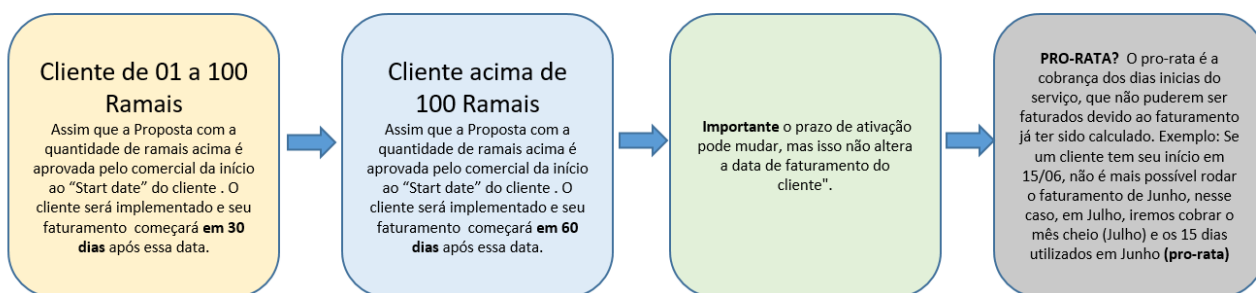 Cliente de 01 a 100
Ramais
Assim que a Proposta com a
quantidade de ramais acima é
aprovada pelo comercial da início
ao “Start date” do cliente . O
cliente será implementado e seu
faturamento  começará em 30
dias após essa data.
Cliente acima de
100 Ramais
Assim que a Proposta com a
quantidade de ramais acima é
aprovada pelo comercial da início
ao “Start date” do cliente . O
cliente será implementado e seu
faturamento  começará em 60
dias após essa data.
Importante o prazo de ativação
pode mudar, mas isso não altera
a data de faturamento do
cliente".
PRO-RATA?  O pro-rata é a
cobrança dos dias inicias do
serviço, que não puderem ser
faturados devido ao faturamento
já ter sido calculado. Exemplo: Se
um cliente tem seu início em
15/06, não é mais possível rodar
o faturamento de Junho, nesse
caso, em Julho, iremos cobrar o
mês cheio (Julho) e os 15 dias
utilizados em Junho (pro-rata)